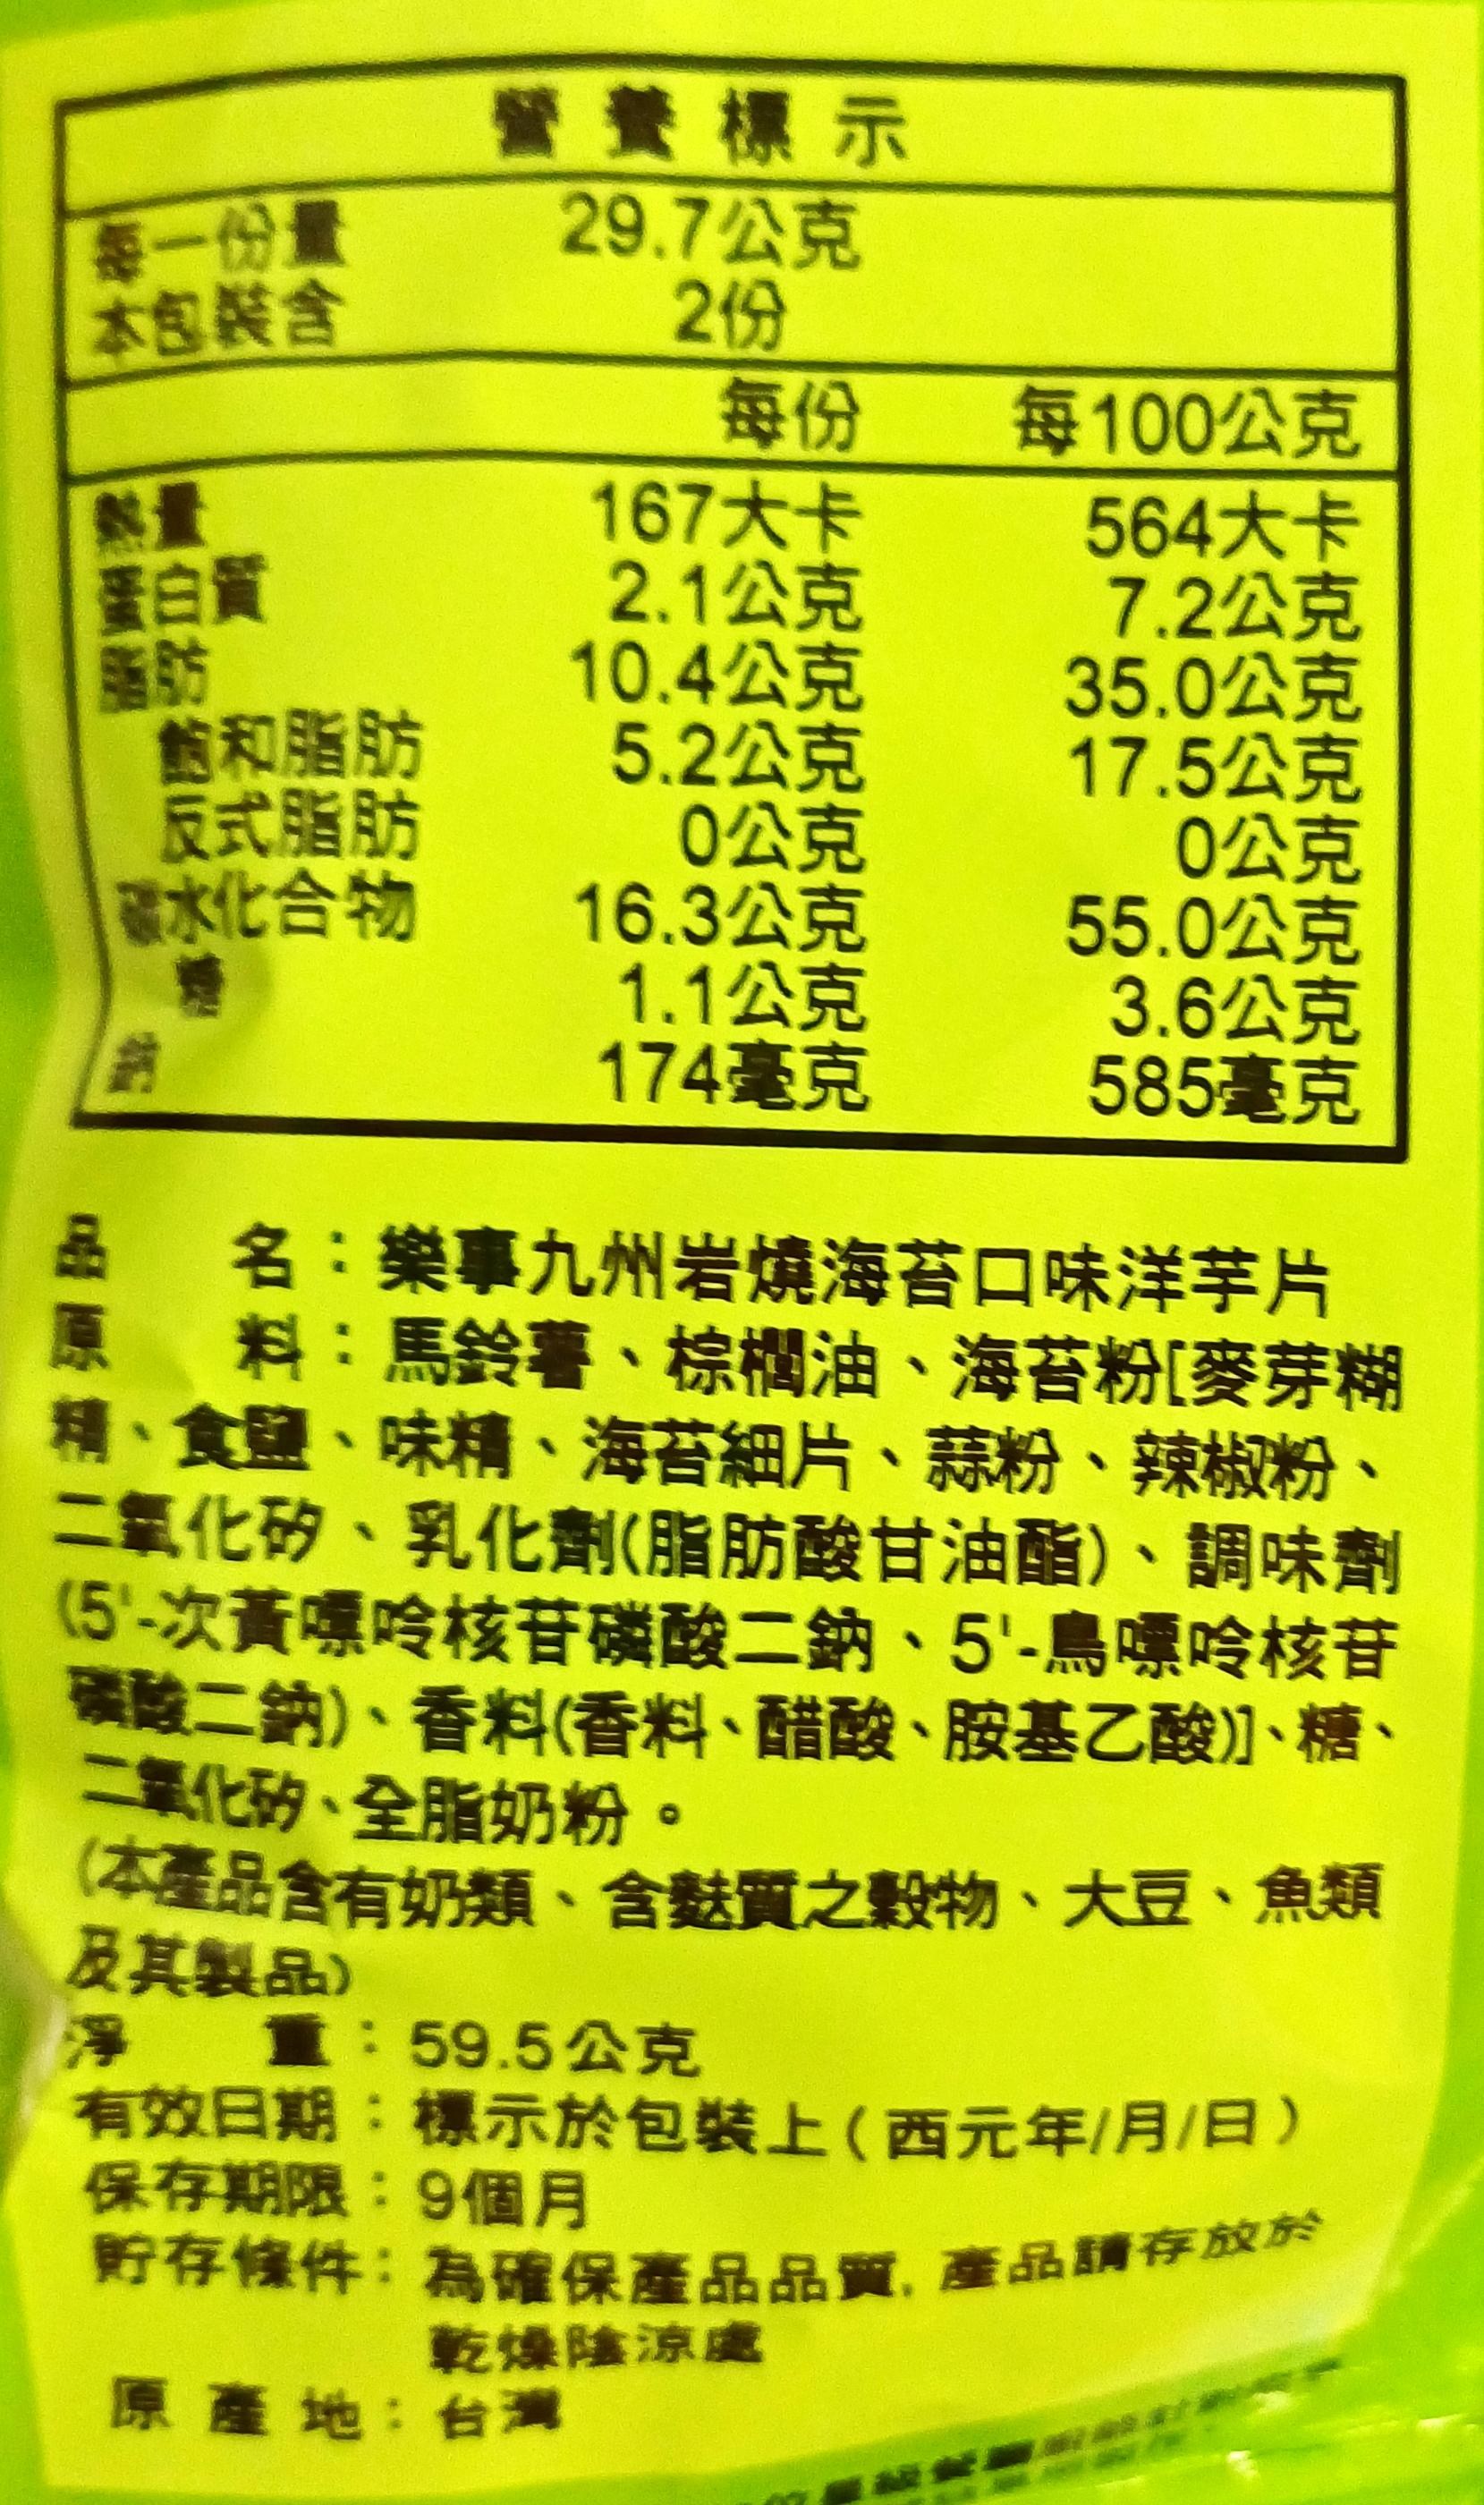 營養標示
每一份量 29.7公克
本包裝含 2份
每份 每100公克
熱量 167大卡 564大卡
蛋白質 2.1公克 7.2公克
脂肪 10.4公克 35.0公克
飽和脂肪 5.2公克 17.5公克
反式脂肪 0公克 0公克
碳水化合物 16.3公克 55.0公克
糖 1.1公克 3.6公克
鈉 174毫克 585毫克
品 名：樂事九州岩燒海苔口味洋芋片
原 料：馬鈴薯、棕櫚油、海苔粉[麥芽糊
精、食鹽、味精、海苔細片、蒜粉、辣椒粉、
二氧化矽、乳化劑(脂肪酸甘油酯)、調味劑
(5'-次黃嘌呤核苷磷酸二鈉、5'-鳥嘌呤核苷
磷酸二鈉)、香料(香料、醋酸、胺基乙酸)]、糖、
二氧化矽、全脂奶粉。
(本產品含有奶類、含麩質之穀物、大豆、魚類
及其製品)
淨 重：59.5公克
有效日期：標示於包裝上(西元年/月/日)
保存期限：9個月
貯存條件：為確保產品品質, 產品請存放於
乾燥陰涼處
原產地：台灣